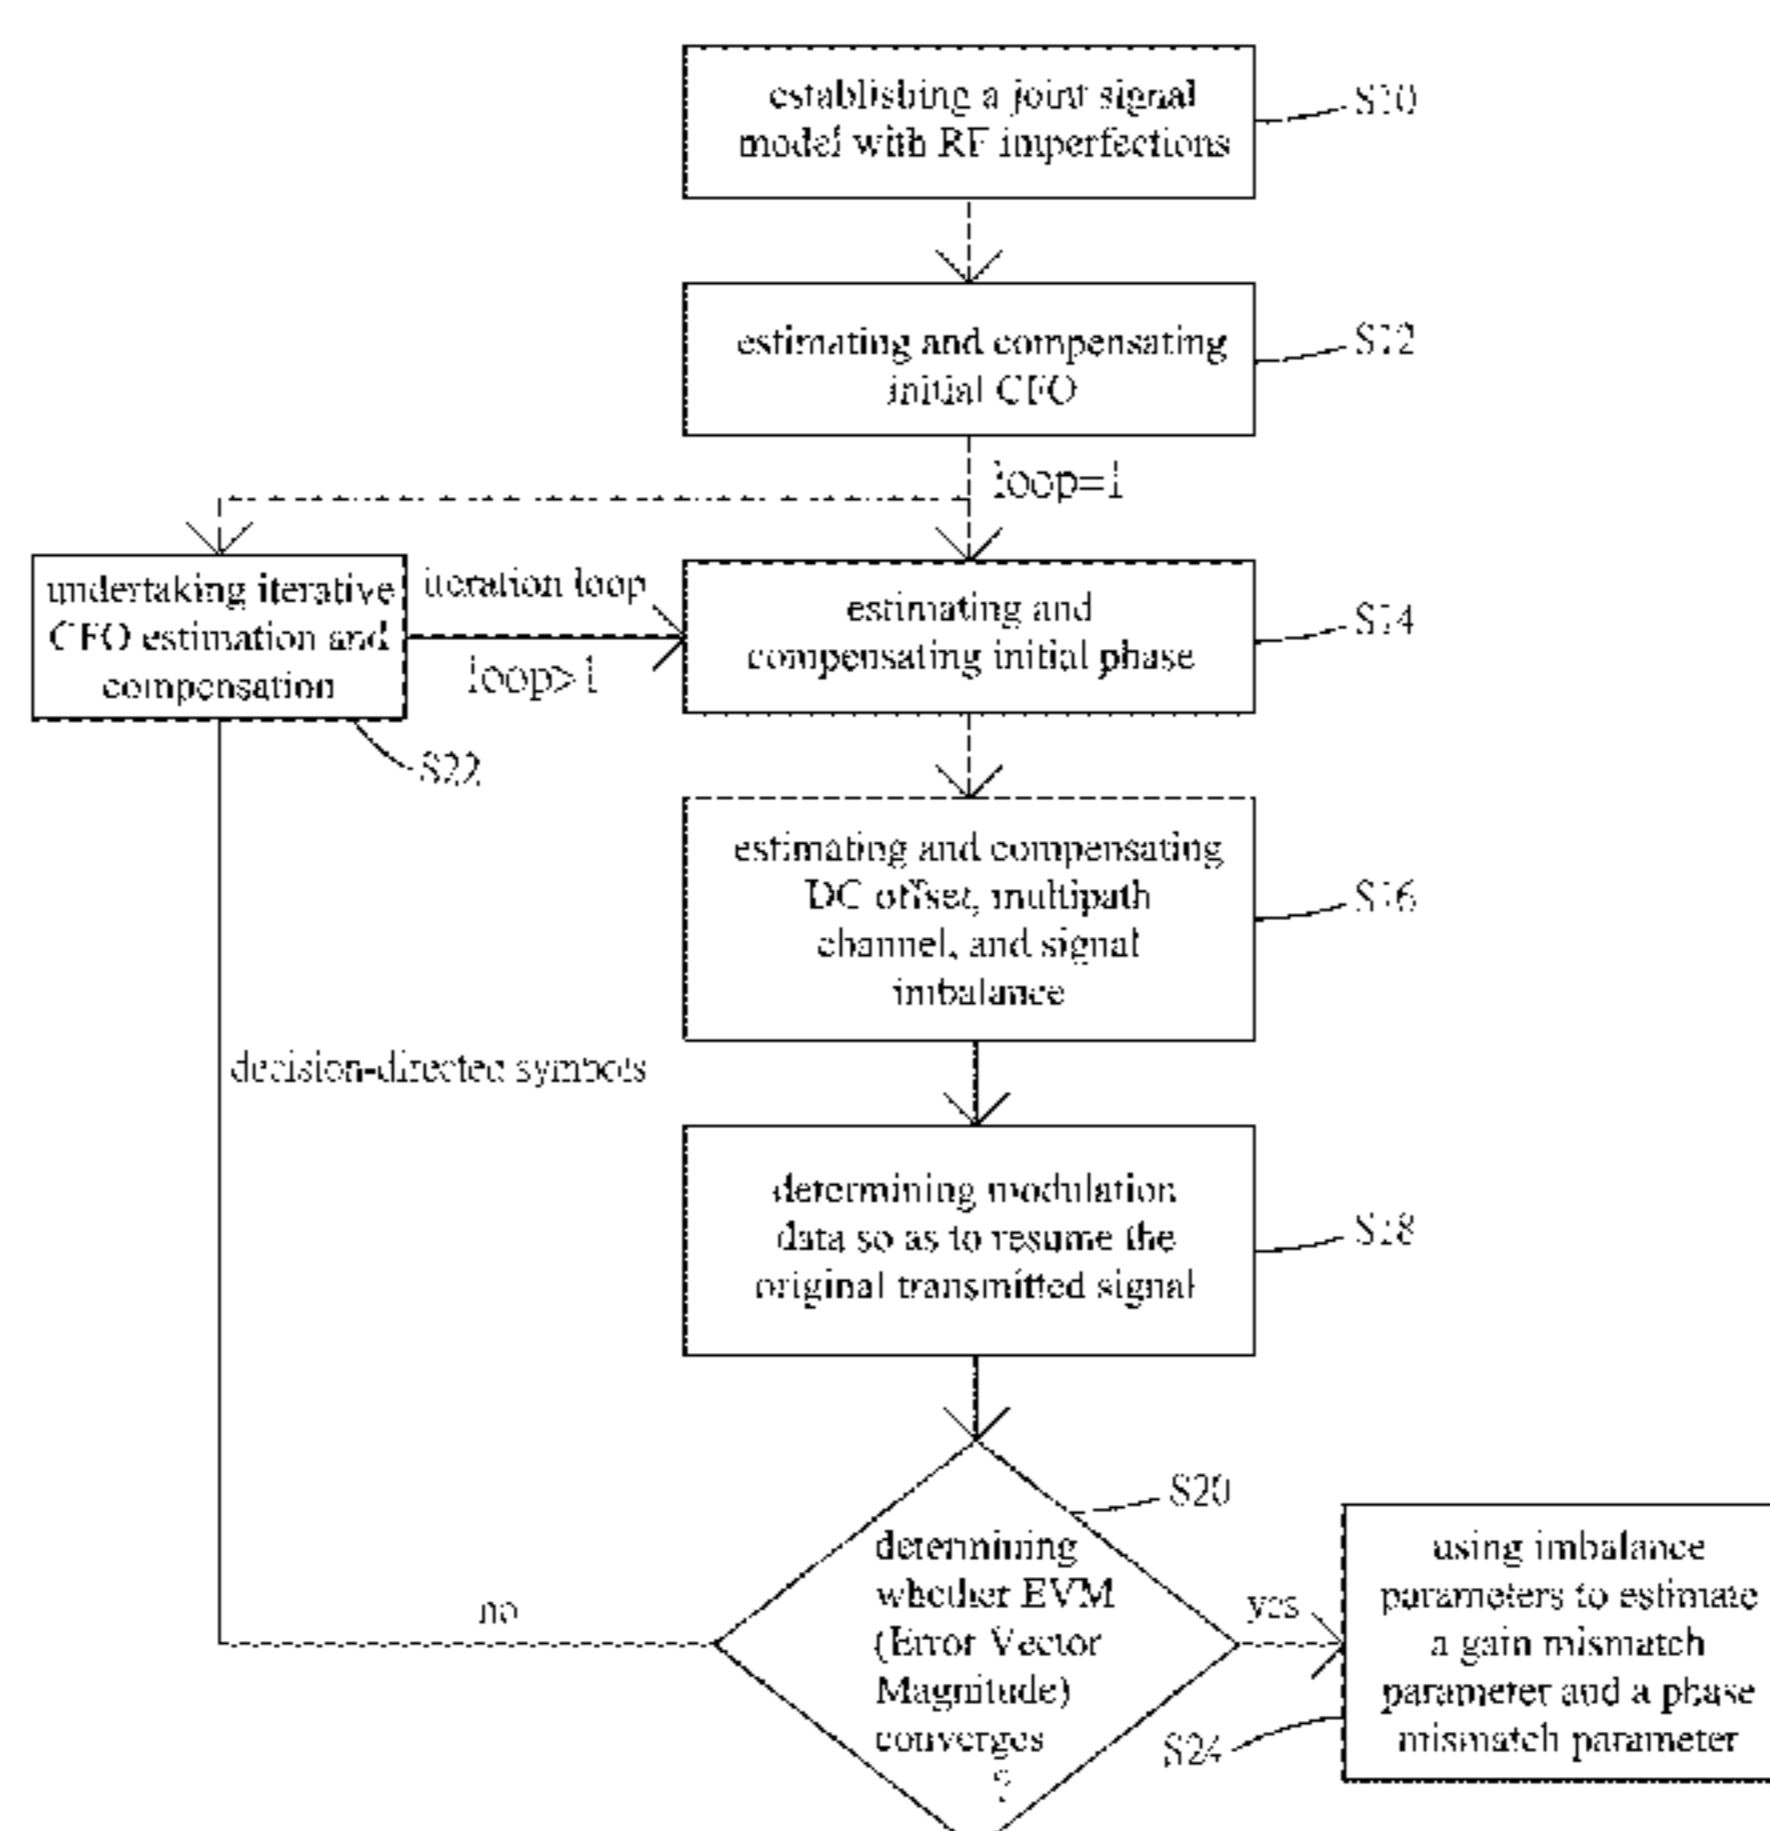 establishing a joint signal
model with RF imperfections
S10
estimating and compensating
initial CFO
S12
loop=1
undertaking iterative
CFO estimation and
compensation
iteration loop
loop>1
estimating and
compensating initial phase
S14
S22
estimating and compensating
DC offset, multipath
channel, and signal
imbalance
S16
decision-directed symbols
determining modulation
data so as to resume the
original transmitted signal
S18
S20
determining
whether EVM
(Error Vector
Magnitude)
converges
?
no
yes
using imbalance
parameters to estimate
a gain mismatch
parameter and a phase
mismatch parameter
S24